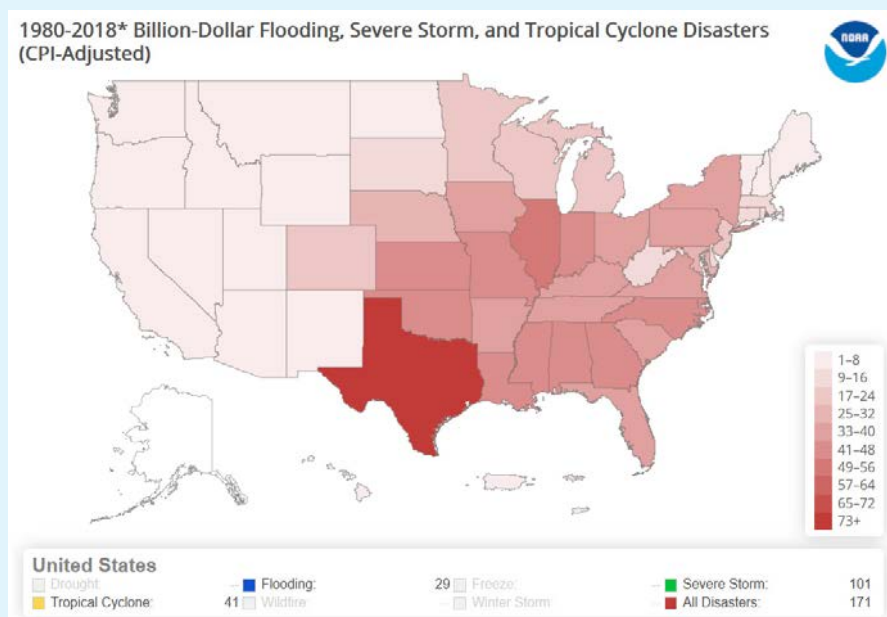 1980-2018* Billion-Dollar Flooding, Severe Storm, and Tropical Cyclone Disasters
(CPI-Adjusted)
NOAA
1–8
9–16
17–24
25–32
33–40
41–48
49–56
57–64
65–72
73+
United States
Drought: -- Flooding: 29 Freeze: -- Severe Storm: 101
Tropical Cyclone: 41 Wildfire: -- Winter Storm: -- All Disasters: 171